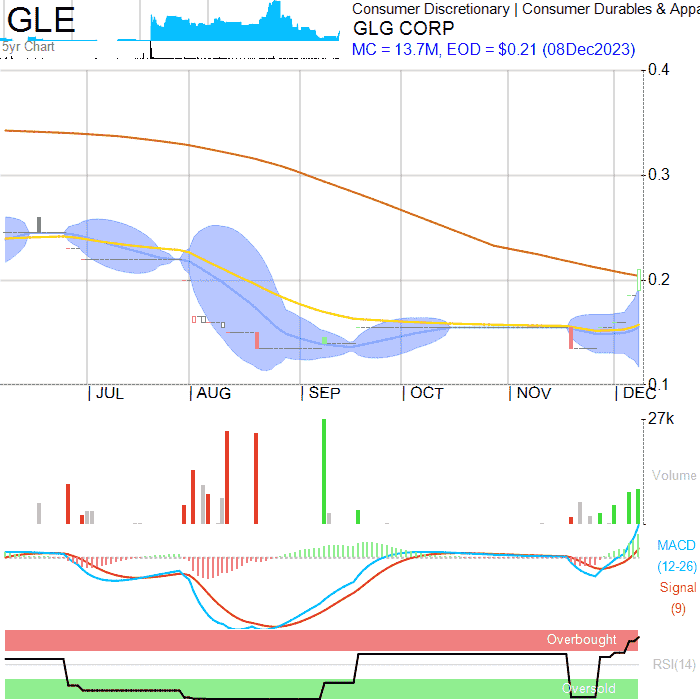 GLE
5yr Chart
Consumer Discretionary | Consumer Durables & Appa
GLG CORP
MC = 13.7M, EOD = $0.21 (08Dec2023)
0.4
0.3
0.2
0.1
| JUL | AUG | SEP | OCT | NOV | DEC
27k
Volume
MACD
(12-26)
Signal
(9)
Overbought
RSI(14)
Oversold